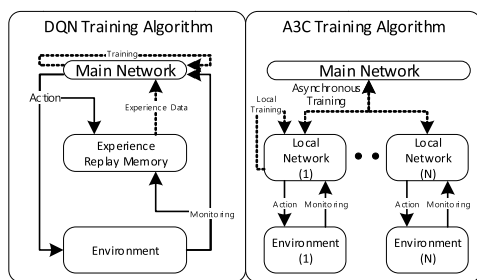 DQN Training Algorithm
Training
Main Network
Action
Experience Data
Experience
Replay Memory
Monitoring
Environment
A3C Training Algorithm
Main Network
Asynchronous
Training
Local
Training
Local
Network
(1)
Local
Network
(N)
Action
Monitoring
Action
Monitoring
Environment
(1)
Environment
(N)